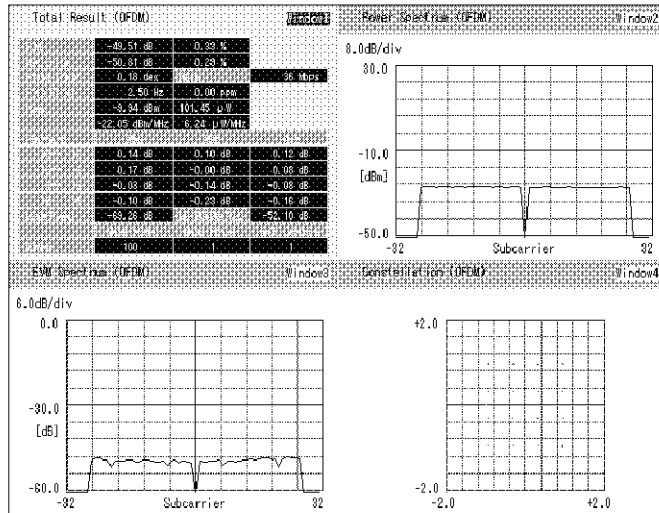 Total Result (OFDM)
Window1
-49.51 dB 0.33 %
-50.81 dB 0.29 %
0.18 deg 36 Mbps
2.50 Hz 0.00 ppm
-9.94 dBm 101.45 μW
-22.05 dBm/MHz 6.24 μW/MHz
0.14 dB 0.10 dB 0.12 dB
0.17 dB -0.00 dB 0.08 dB
-0.03 dB -0.14 dB -0.08 dB
-0.10 dB -0.23 dB -0.16 dB
-69.26 dB -52.10 dB
100 1 1
Power Spectrum (OFDM) Window2
8.0dB/div
30.0
-10.0
[dBm]
-50.0
-32 Subcarrier 32
EVM Spectrum (OFDM) Window3
6.0dB/div
0.0
-30.0
[dB]
-60.0
-32 Subcarrier 32
Constellation (OFDM) Window4
+2.0
-2.0
-2.0 +2.0